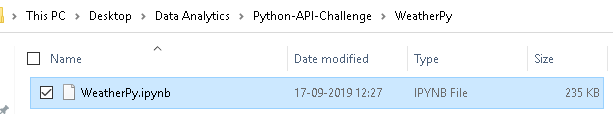 This PC > Desktop > Data Analytics > Python-API-Challenge > WeatherPy
Name Date modified Type Size
WeatherPy.ipynb 17-09-2019 12:27 IPYNB File 235 KB